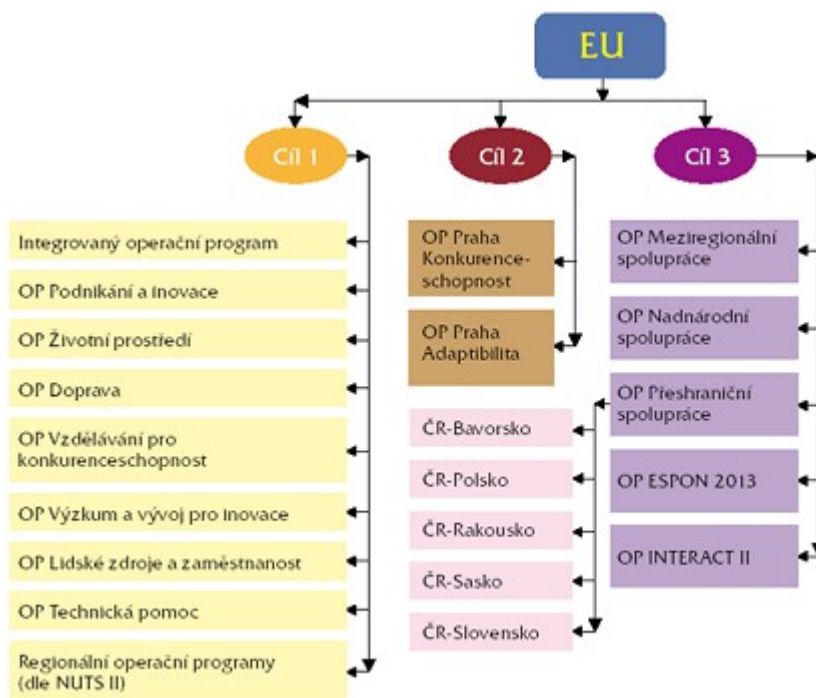 EU
Cíl 1
Cíl 2
Cíl 3
Integrovaný operační program
OP Podnikání a inovace
OP Životní prostředí
OP Doprava
OP Vzdělávání pro
konkurenceschopnost
OP Výzkum a vývoj pro inovace
OP Lidské zdroje a zaměstnanost
OP Technická pomoc
Regionální operační programy
(dle NUTS II)
OP Praha
Konkurence-
schopnost
OP Praha
Adaptibilita
ČR-Bavorsko
ČR-Polsko
ČR-Rakousko
ČR-Sasko
ČR-Slovensko
OP Meziregionální
spolupráce
OP Nadnárodní
spolupráce
OP Přeshraniční
spolupráce
OP ESPON 2013
OP INTERACT II